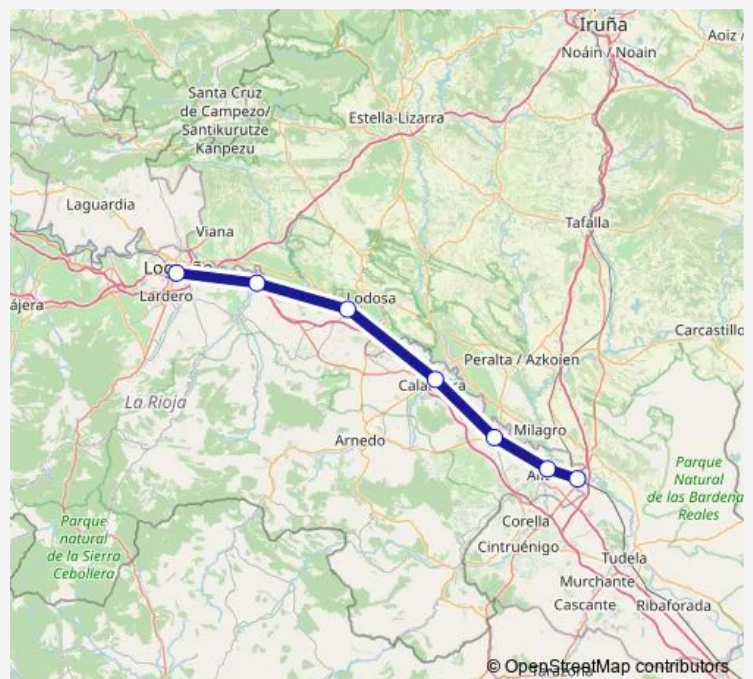 Iruña
Noáin / Noain
Aoiz /
Santa Cruz
de Campezo/
Santikurutze
Kanpezu
Estella-Lizarra
Laguardia
Tafalla
Viana
Lodosa
Lardero
ájera
Carcastillo
Peralta / Azkoien
La Rioja
Milagro
Arnedo
Parque
Natural
de las Bardena
Reales
Corella
Parque
natural
de la Sierra
Cebollera
Cintruénigo
Tudela
Murchante
Cascante
Ribaforada
© OpenStreetMap contributors